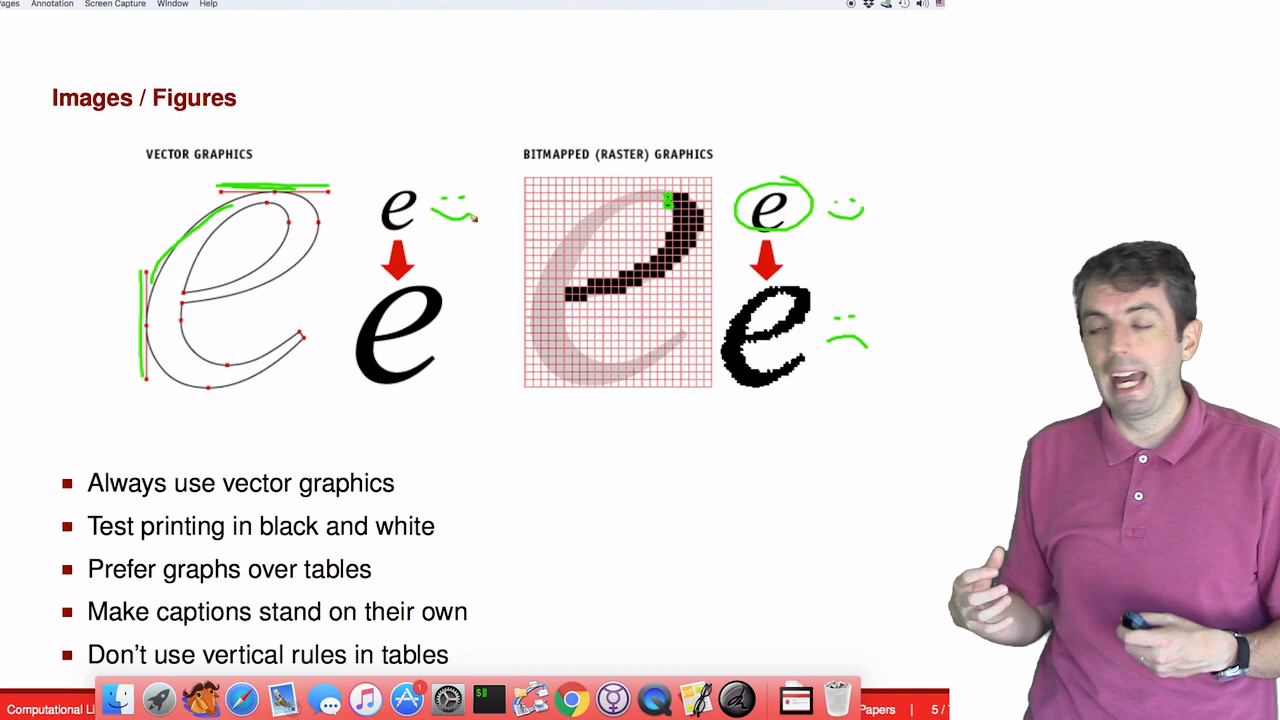 Annotation Screen Capture Window Help
Images / Figures
VECTOR GRAPHICS
BITMAPPED (RASTER) GRAPHICS
e e
e e
e e
Always use vector graphics
Test printing in black and white
Prefer graphs over tables
Make captions stand on their own
Don't use vertical rules in tables
Computational Papers | 5 /